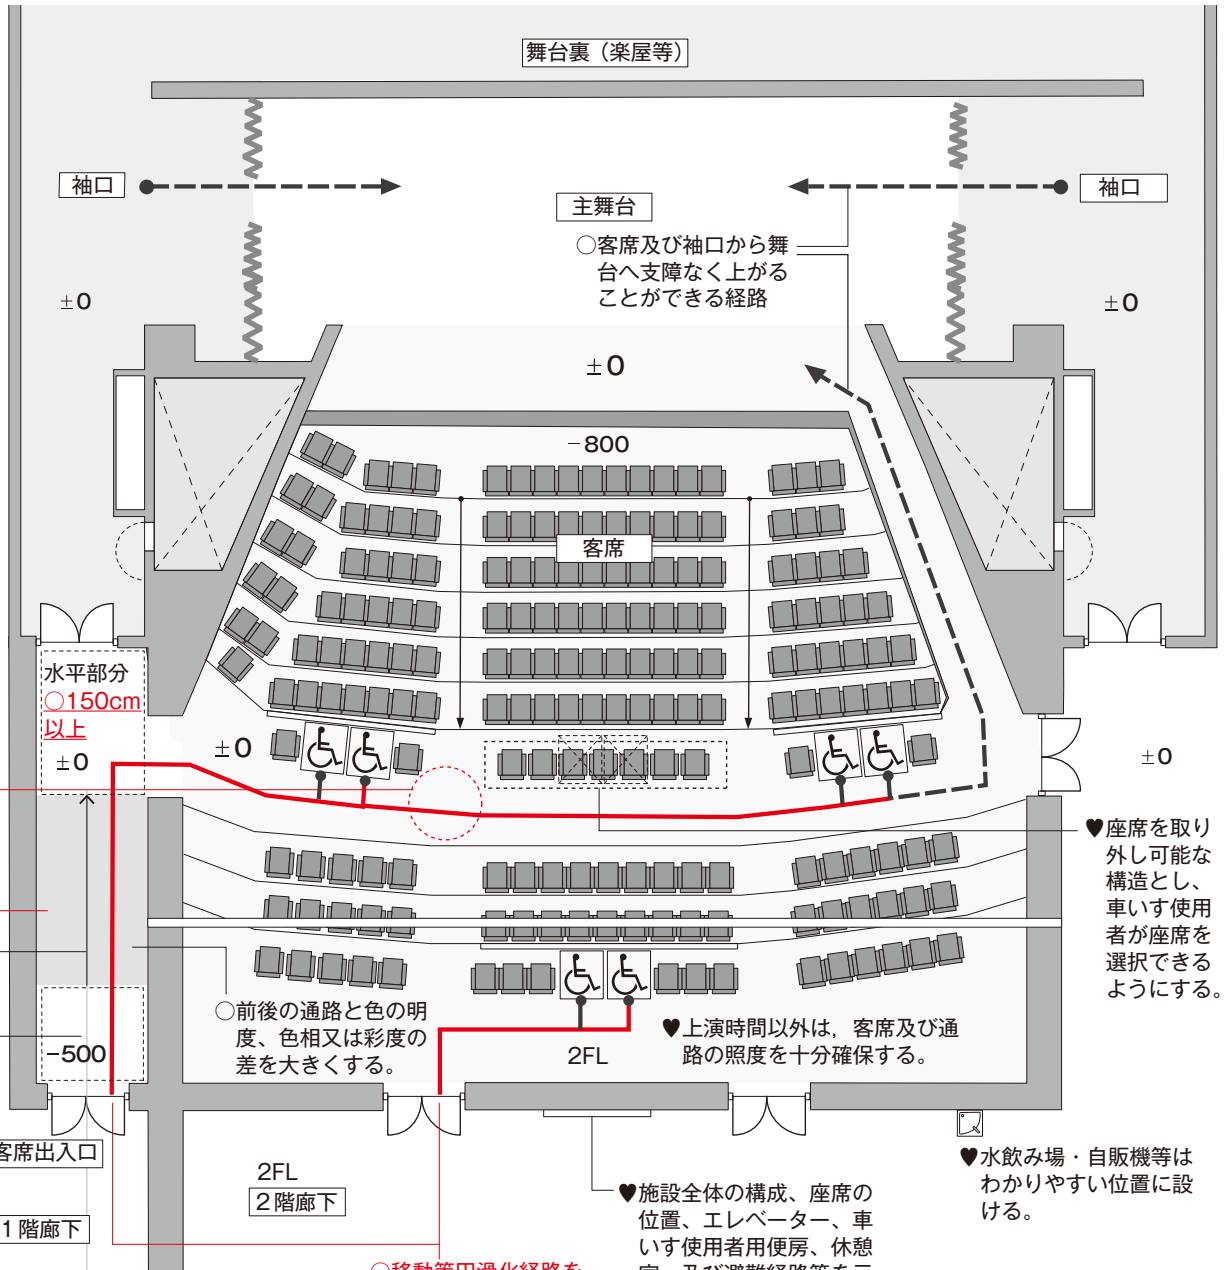 舞台裏（楽屋等）
袖口
袖口
主舞台
○客席及び袖口から舞
台へ支障なく上がる
ことができる経路
±0
±0
±0
−800
客席
水平部分
○150cm
以上
±0
±0
±0
♥座席を取り
外し可能な
構造とし、
車いす使用
者が座席を
選択できる
ようにする。
○前後の通路と色の明
度、色相又は彩度の
差を大きくする。
−500
2FL
♥上演時間以外は，客席及び通
路の照度を十分確保する。
客席出入口
2FL
２階廊下
１階廊下
♥水飲み場・自販機等は
わかりやすい位置に設
ける。
♥施設全体の構成、座席の
位置、エレベーター、車
いす使用者用便房、休憩
○移動等円滑化経路を